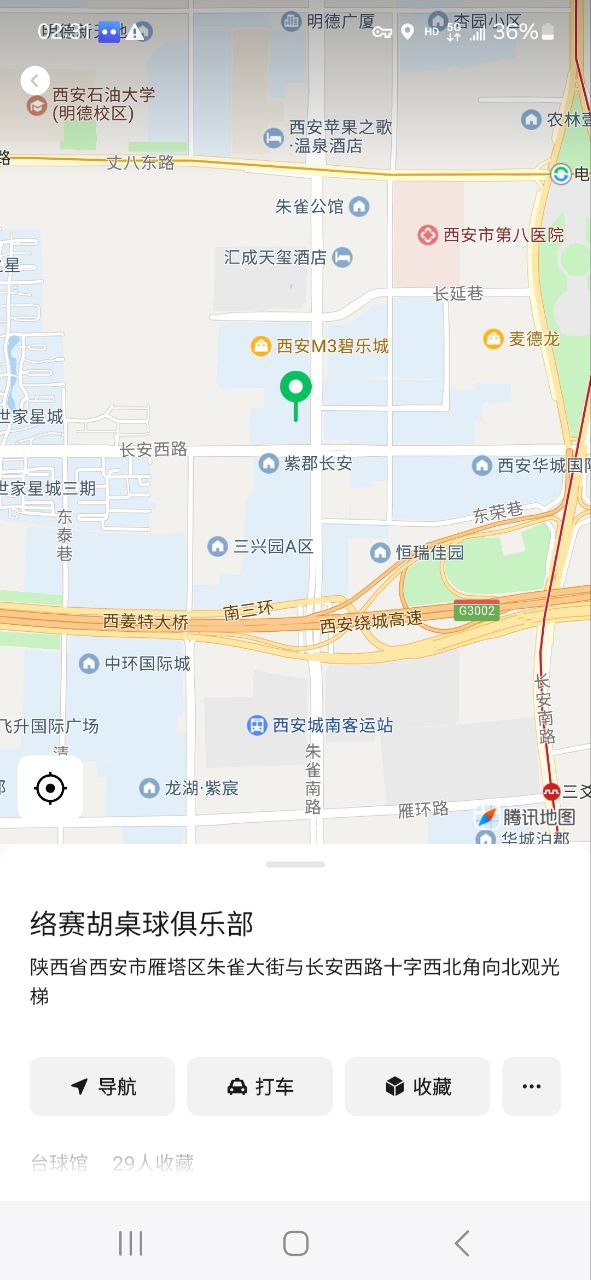 明德广厦
杏园小区
HD
5G
36%
西安石油大学
(明德校区)
西安苹果之歌
·温泉酒店
农林
路
丈八东路
电
朱雀公馆
西安市第八医院
汇成天玺酒店
星
长延巷
西安M3碧乐城
麦德龙
世家星城
长安西路
紫郡长安
西安华城国际
世家星城三期
东泰巷
东荣巷
三兴园A区
恒瑞佳园
南三环
G3002
西姜特大桥
西安绕城高速
中环国际城
长安南路
飞升国际广场
西安城南客运站
清
朱雀南路
龙湖·紫宸
三爻
雁环路
腾讯地图
华城泊郡
络赛胡桌球俱乐部
陕西省西安市雁塔区朱雀大街与长安西路十字西北角向北观光
梯
导航
打车
收藏
台球馆 29人收藏